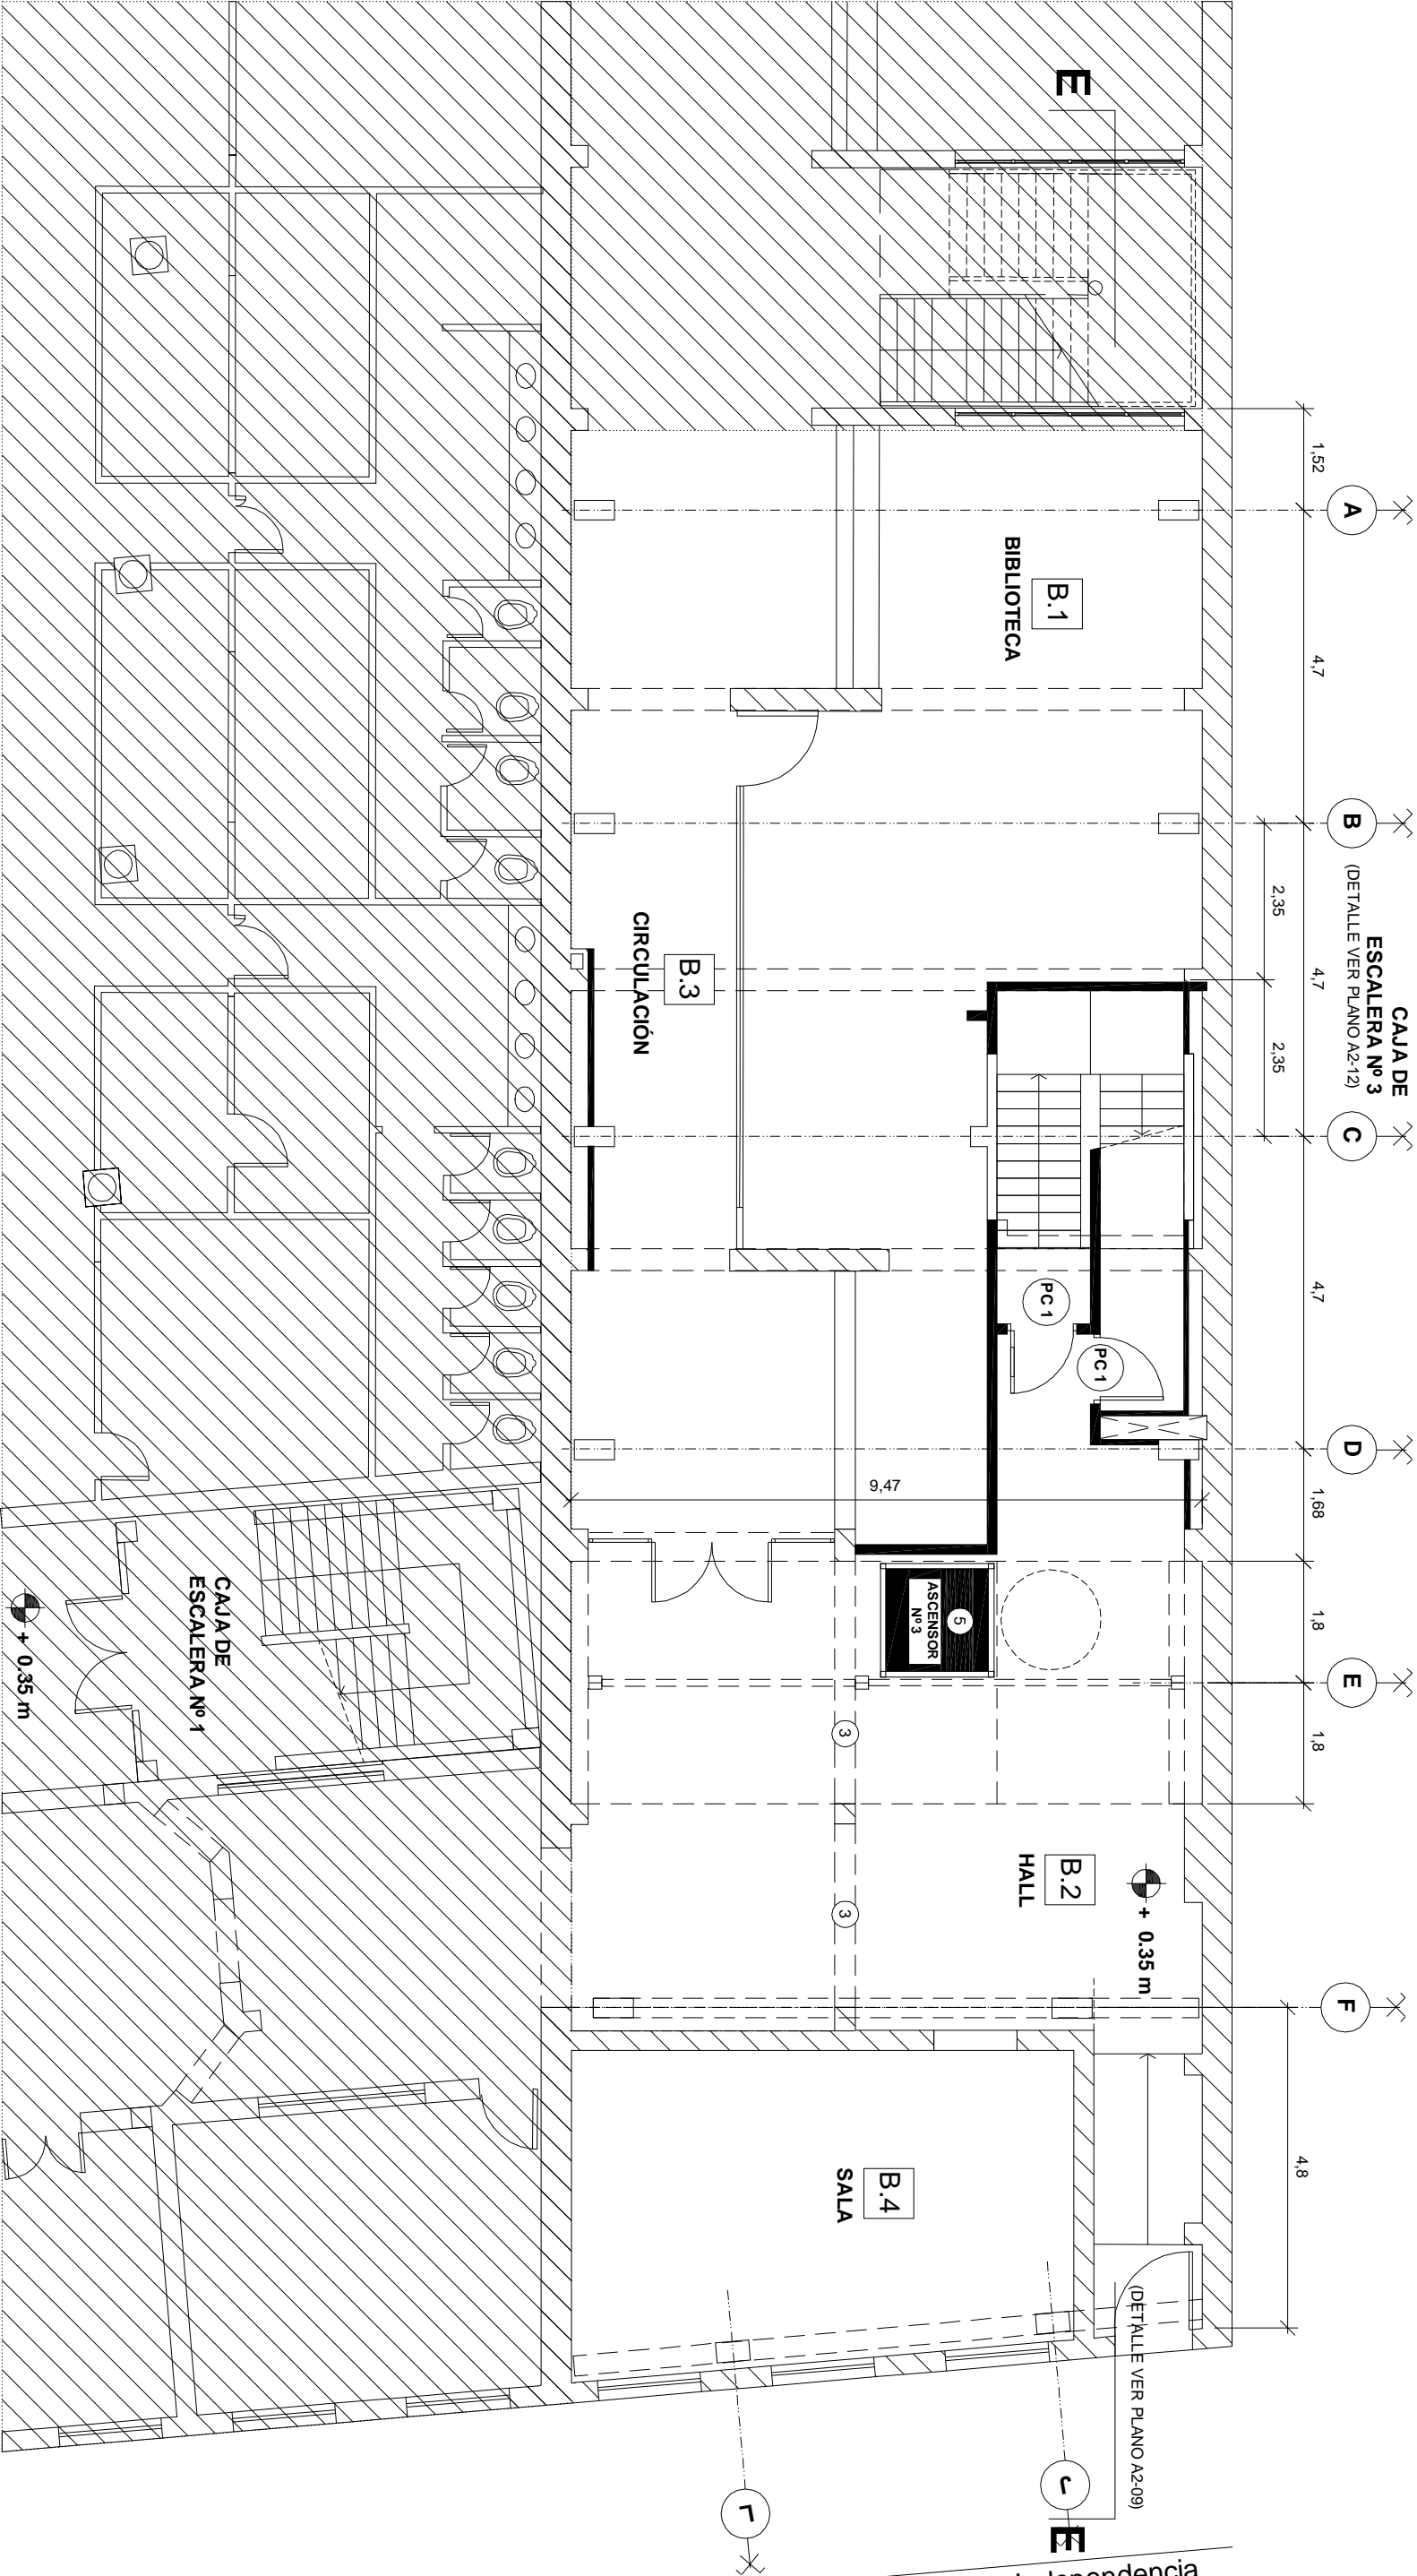 CAJA DE
ESCALERA Nº 3
(DETALLE VER PLANO A2-12)
A
B
C
D
E
F
1,52
4,7
4,7
4,7
1,68
1,8
1,8
4,8
2,35
2,35
E
B.1
BIBLIOTECA
PC 1
PC 1
+ 0.35 m
B.2
HALL
(DETALLE VER PLANO A2-09)
J
E
5
ASCENSOR
Nº 3
9,47
3
3
B.4
SALA
L
B.3
CIRCULACIÓN
CAJA DE
ESCALERA Nº 1
+ 0.35 m